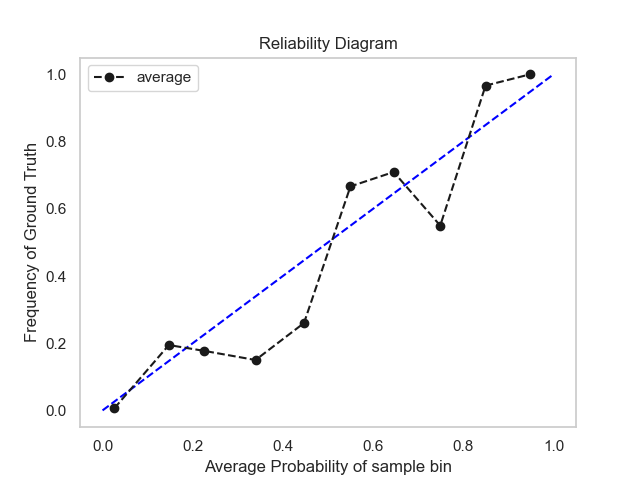 Reliability Diagram
average
Frequency of Ground Truth
1.0
0.8
0.6
0.4
0.2
0.0
0.0 0.2 0.4 0.6 0.8 1.0
Average Probability of sample bin